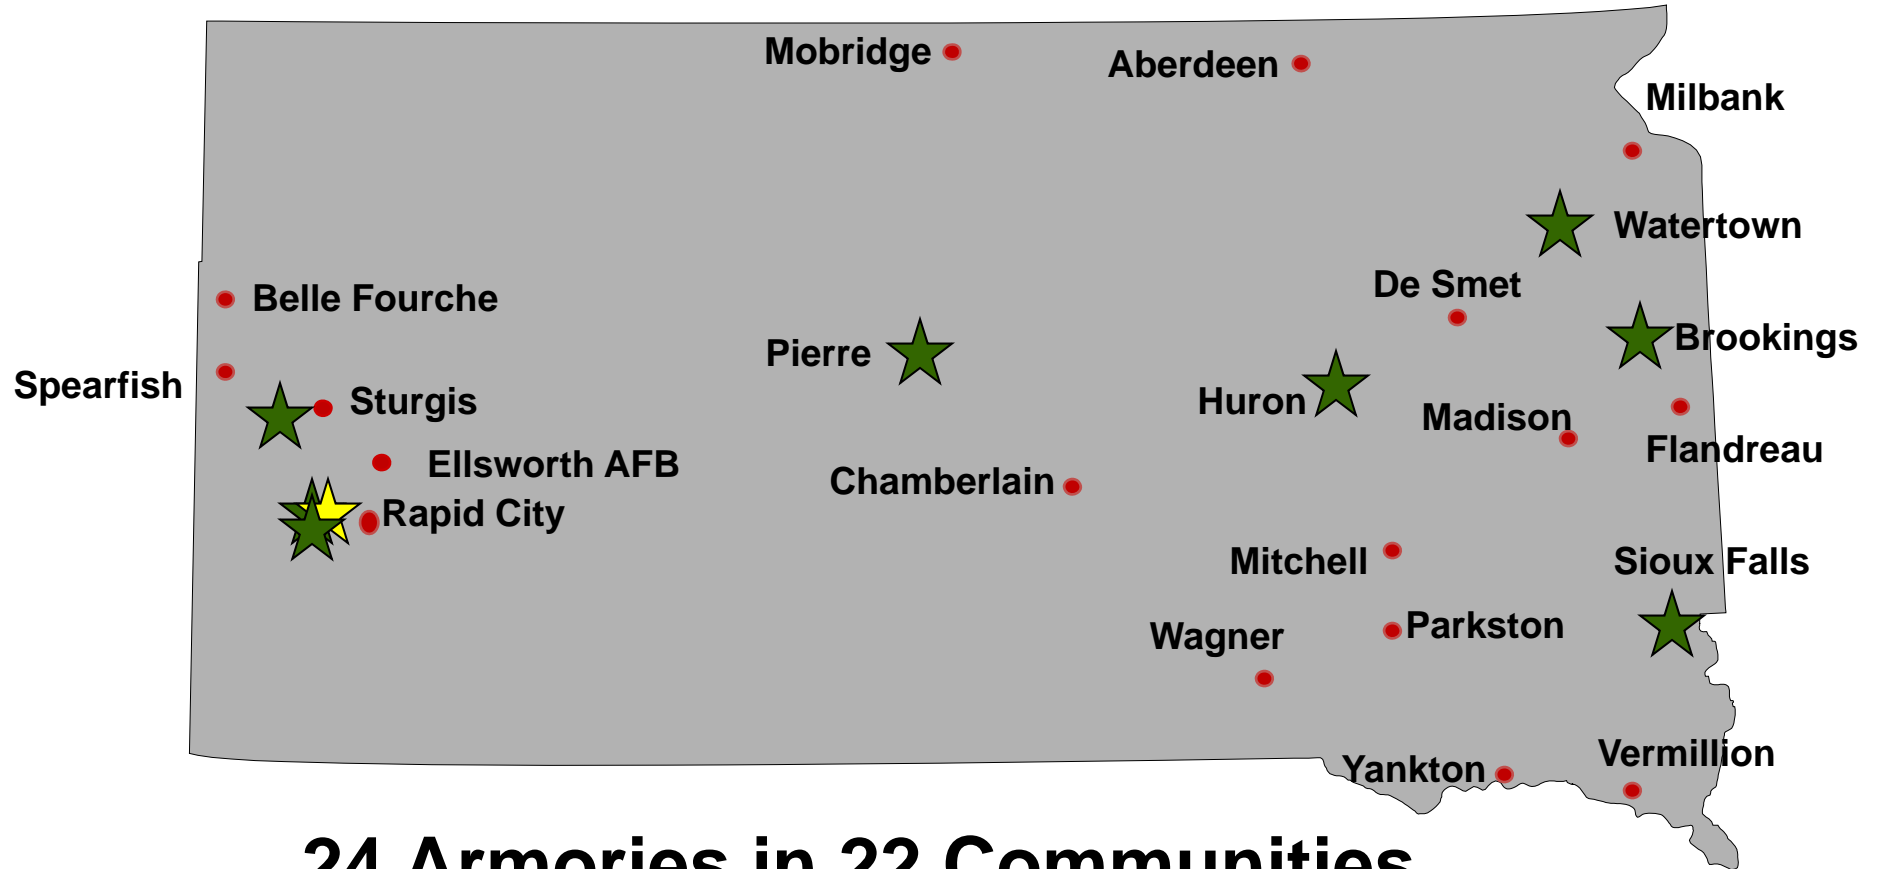 Mobridge
Aberdeen
Milbank
Watertown
De Smet
Belle Fourche
Brookings
Pierre
Spearfish
Sturgis
Huron
Madison
Flandreau
Ellsworth AFB
Chamberlain
Rapid City
Mitchell
Sioux Falls
Parkston
Wagner
Vermillion
Yankton
24 Armories in 22 Communities